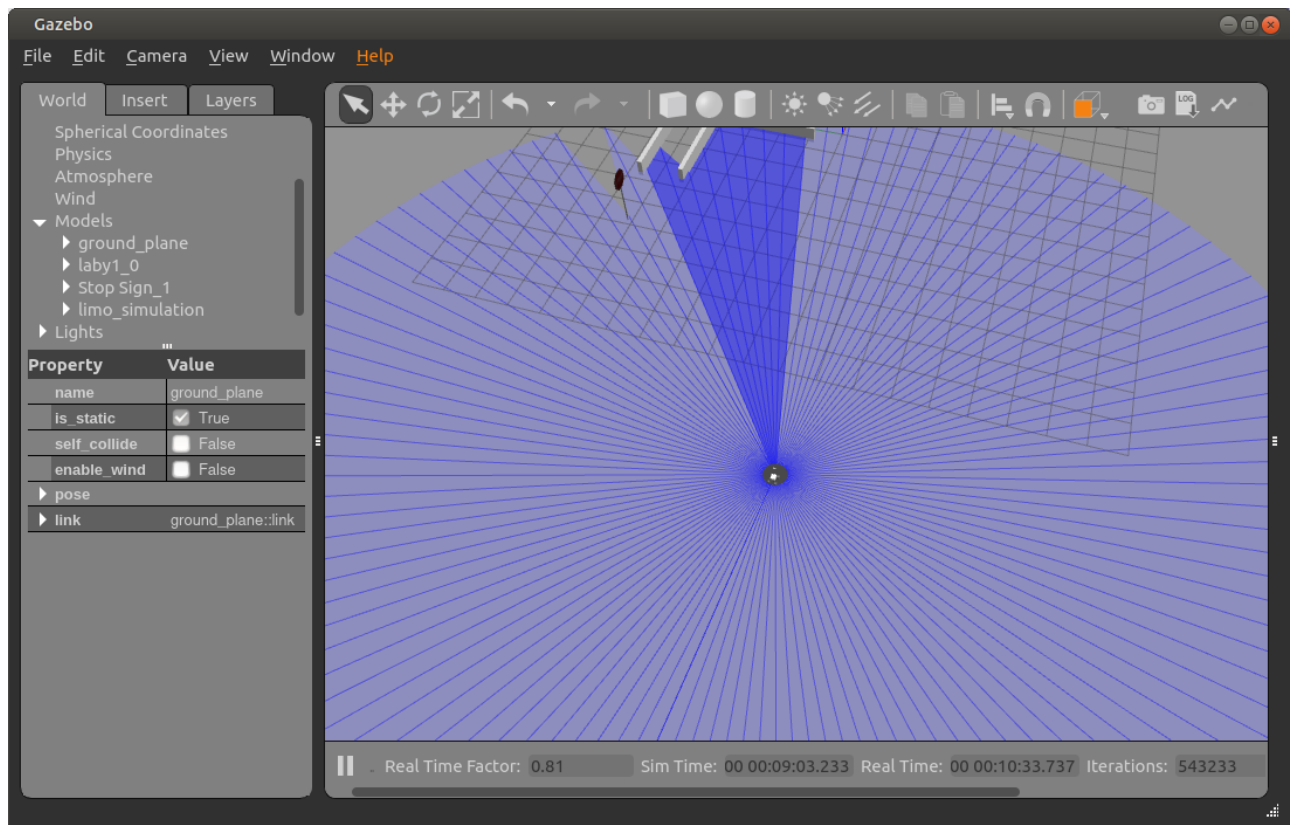 Gazebo
File Edit Camera View Window Help
World Insert Layers
LOG
Spherical Coordinates
Physics
Atmosphere
Wind
Models
ground_plane
laby1_0
Stop Sign_1
limo_simulation
Lights
Property Value
name ground_plane
is_static True
self_collide False
enable_wind False
pose
link ground_plane::link
Real Time Factor: 0.81 Sim Time: 00 00:09:03.233 Real Time: 00 00:10:33.737 Iterations: 543233